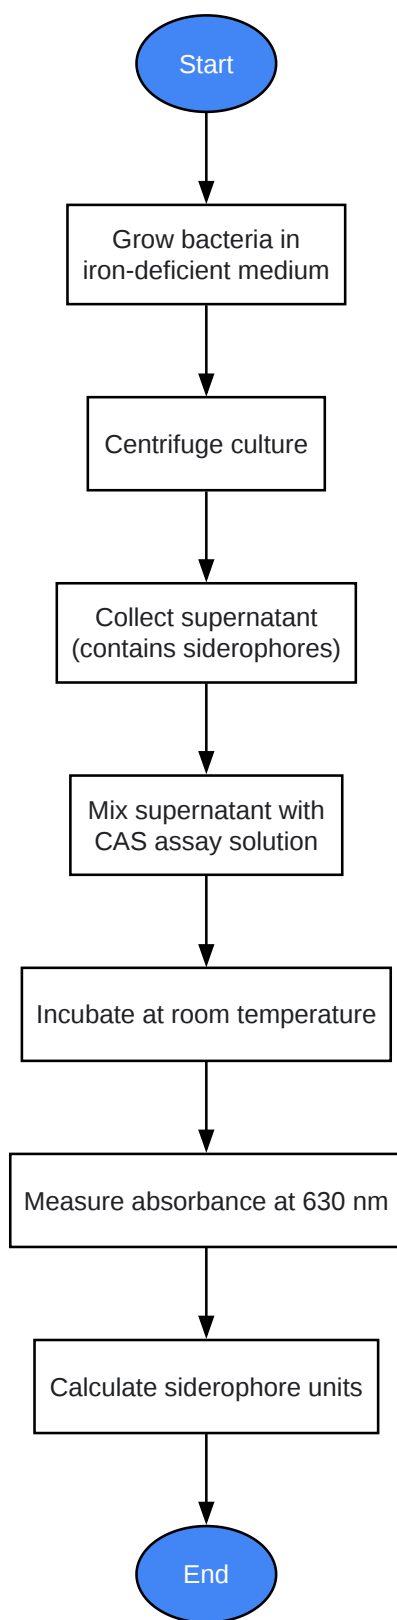 Start
Grow bacteria in
iron-deficient medium
Centrifuge culture
Collect supernatant
(contains siderophores)
Mix supernatant with
CAS assay solution
Incubate at room temperature
Measure absorbance at 630 nm
Calculate siderophore units
End